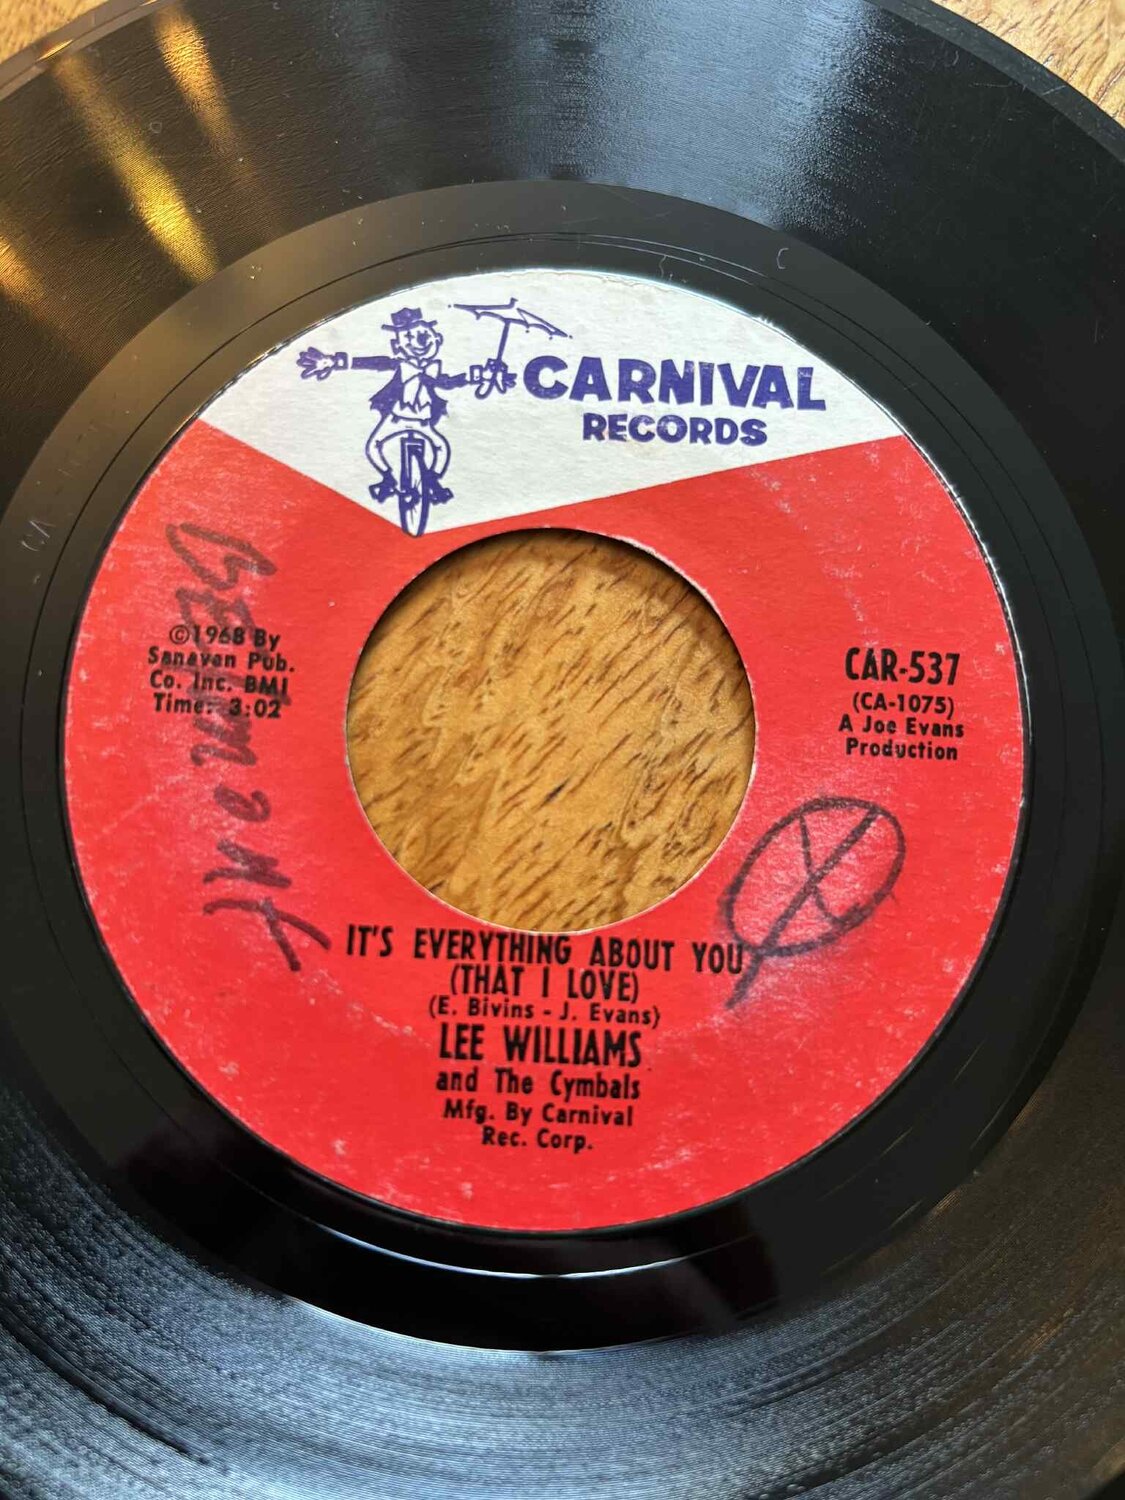 CARNIVAL
RECORDS
©1968 By
Sanavan Pub.
Co. Inc. BMI
Time: 3:02
CAR-537
(CA-1075)
A Joe Evans
Production
IT'S EVERYTHING ABOUT YOU
(THAT I LOVE)
(E. Bivins - J. Evans)
LEE WILLIAMS
and The Cymbals
Mfg. By Carnival
Rec. Corp.